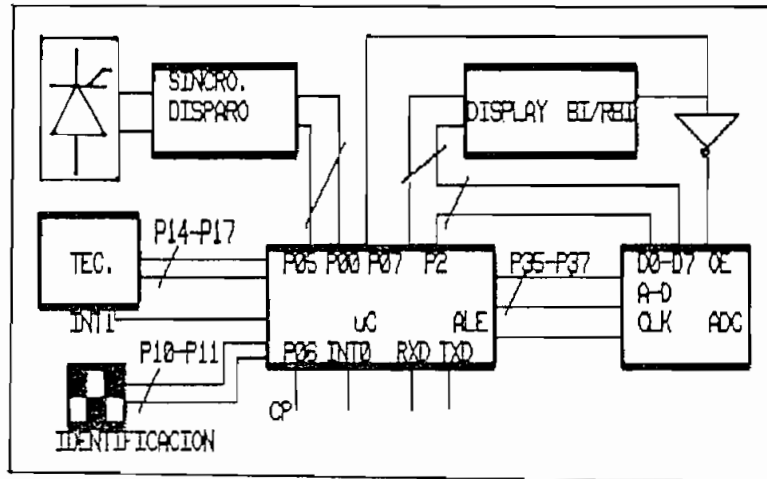 SINCRO.
DISPARO
DISPLAY BI/RBI
TEC.
P14-P17
INT1
P05 P00 P07 P2
P35-P37
D0-D7 OE
A-D
uC ALE
CLK ADC
P10-P11
P06 INT0 RXD TXD
CP
IDENTIFICACION